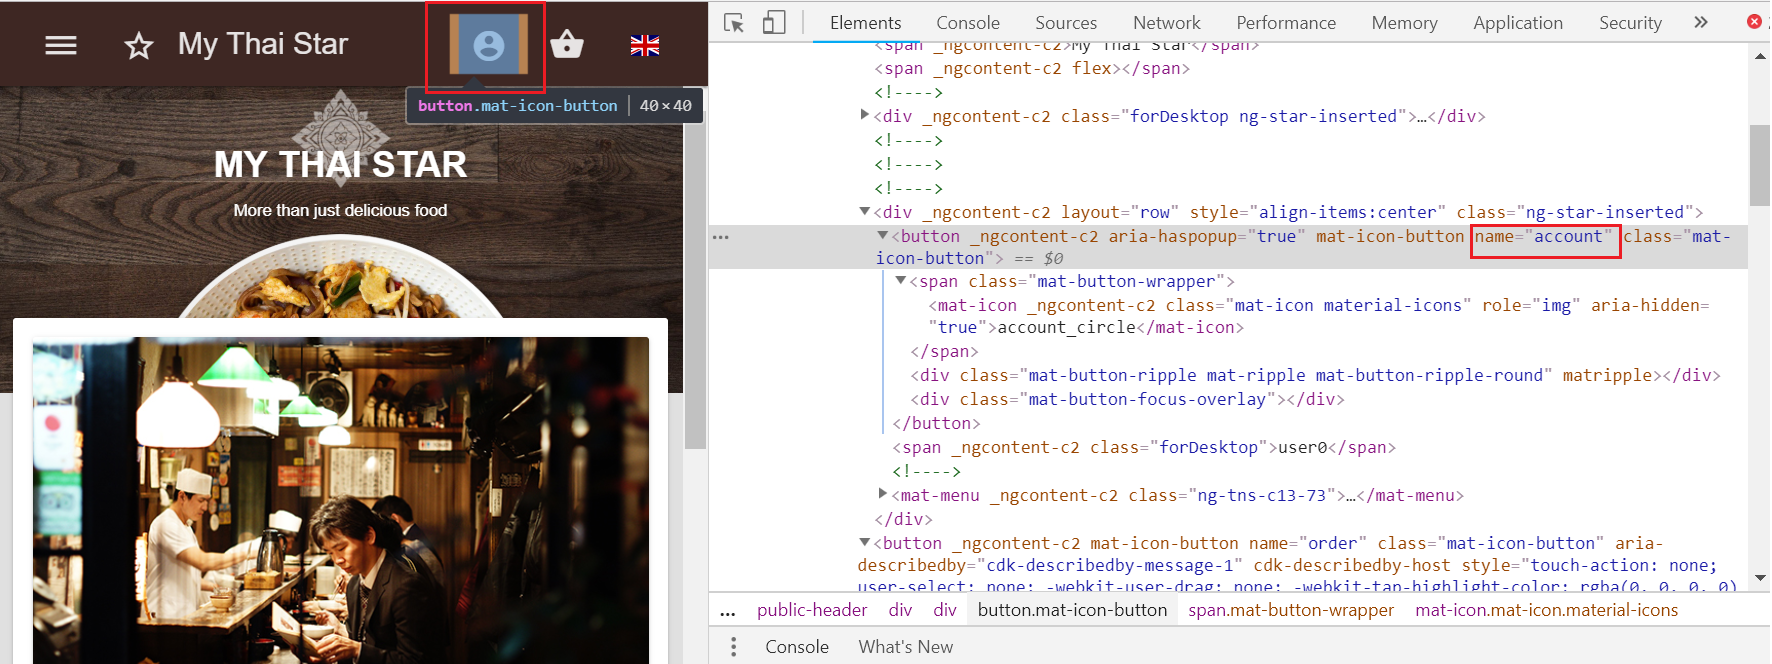 My Thai Star
button.mat-icon-button 40×40
MY THAI STAR
More than just delicious food
Elements Console Sources Network Performance Memory Application Security »
<span _ngcontent-c2>My Thai Star</span>
<span _ngcontent-c2 flex></span>
<!---->
<div _ngcontent-c2 class="forDesktop ng-star-inserted">…</div>
<!---->
<!---->
<!---->
<div _ngcontent-c2 layout="row" style="align-items:center" class="ng-star-inserted">
… <button _ngcontent-c2 aria-haspopup="true" mat-icon-button name="account" class="mat-
icon-button"> == $0
<span class="mat-button-wrapper">
<mat-icon _ngcontent-c2 class="mat-icon material-icons" role="img" aria-hidden=
"true">account_circle</mat-icon>
</span>
<div class="mat-button-ripple mat-ripple mat-button-ripple-round" matripple></div>
<div class="mat-button-focus-overlay"></div>
</button>
<span _ngcontent-c2 class="forDesktop">user0</span>
<!---->
<mat-menu _ngcontent-c2 class="ng-tns-c13-73">…</mat-menu>
</div>
<button _ngcontent-c2 mat-icon-button name="order" class="mat-icon-button" aria-
describedby="cdk-describedby-message-1" cdk-describedby-host style="touch-action: none;
user-select: none; -webkit-user-drag: none; -webkit-tap-highlight-color: rgba(0, 0, 0, 0)
... public-header div div button.mat-icon-button span.mat-button-wrapper mat-icon.mat-icon.material-icons
Console What's New